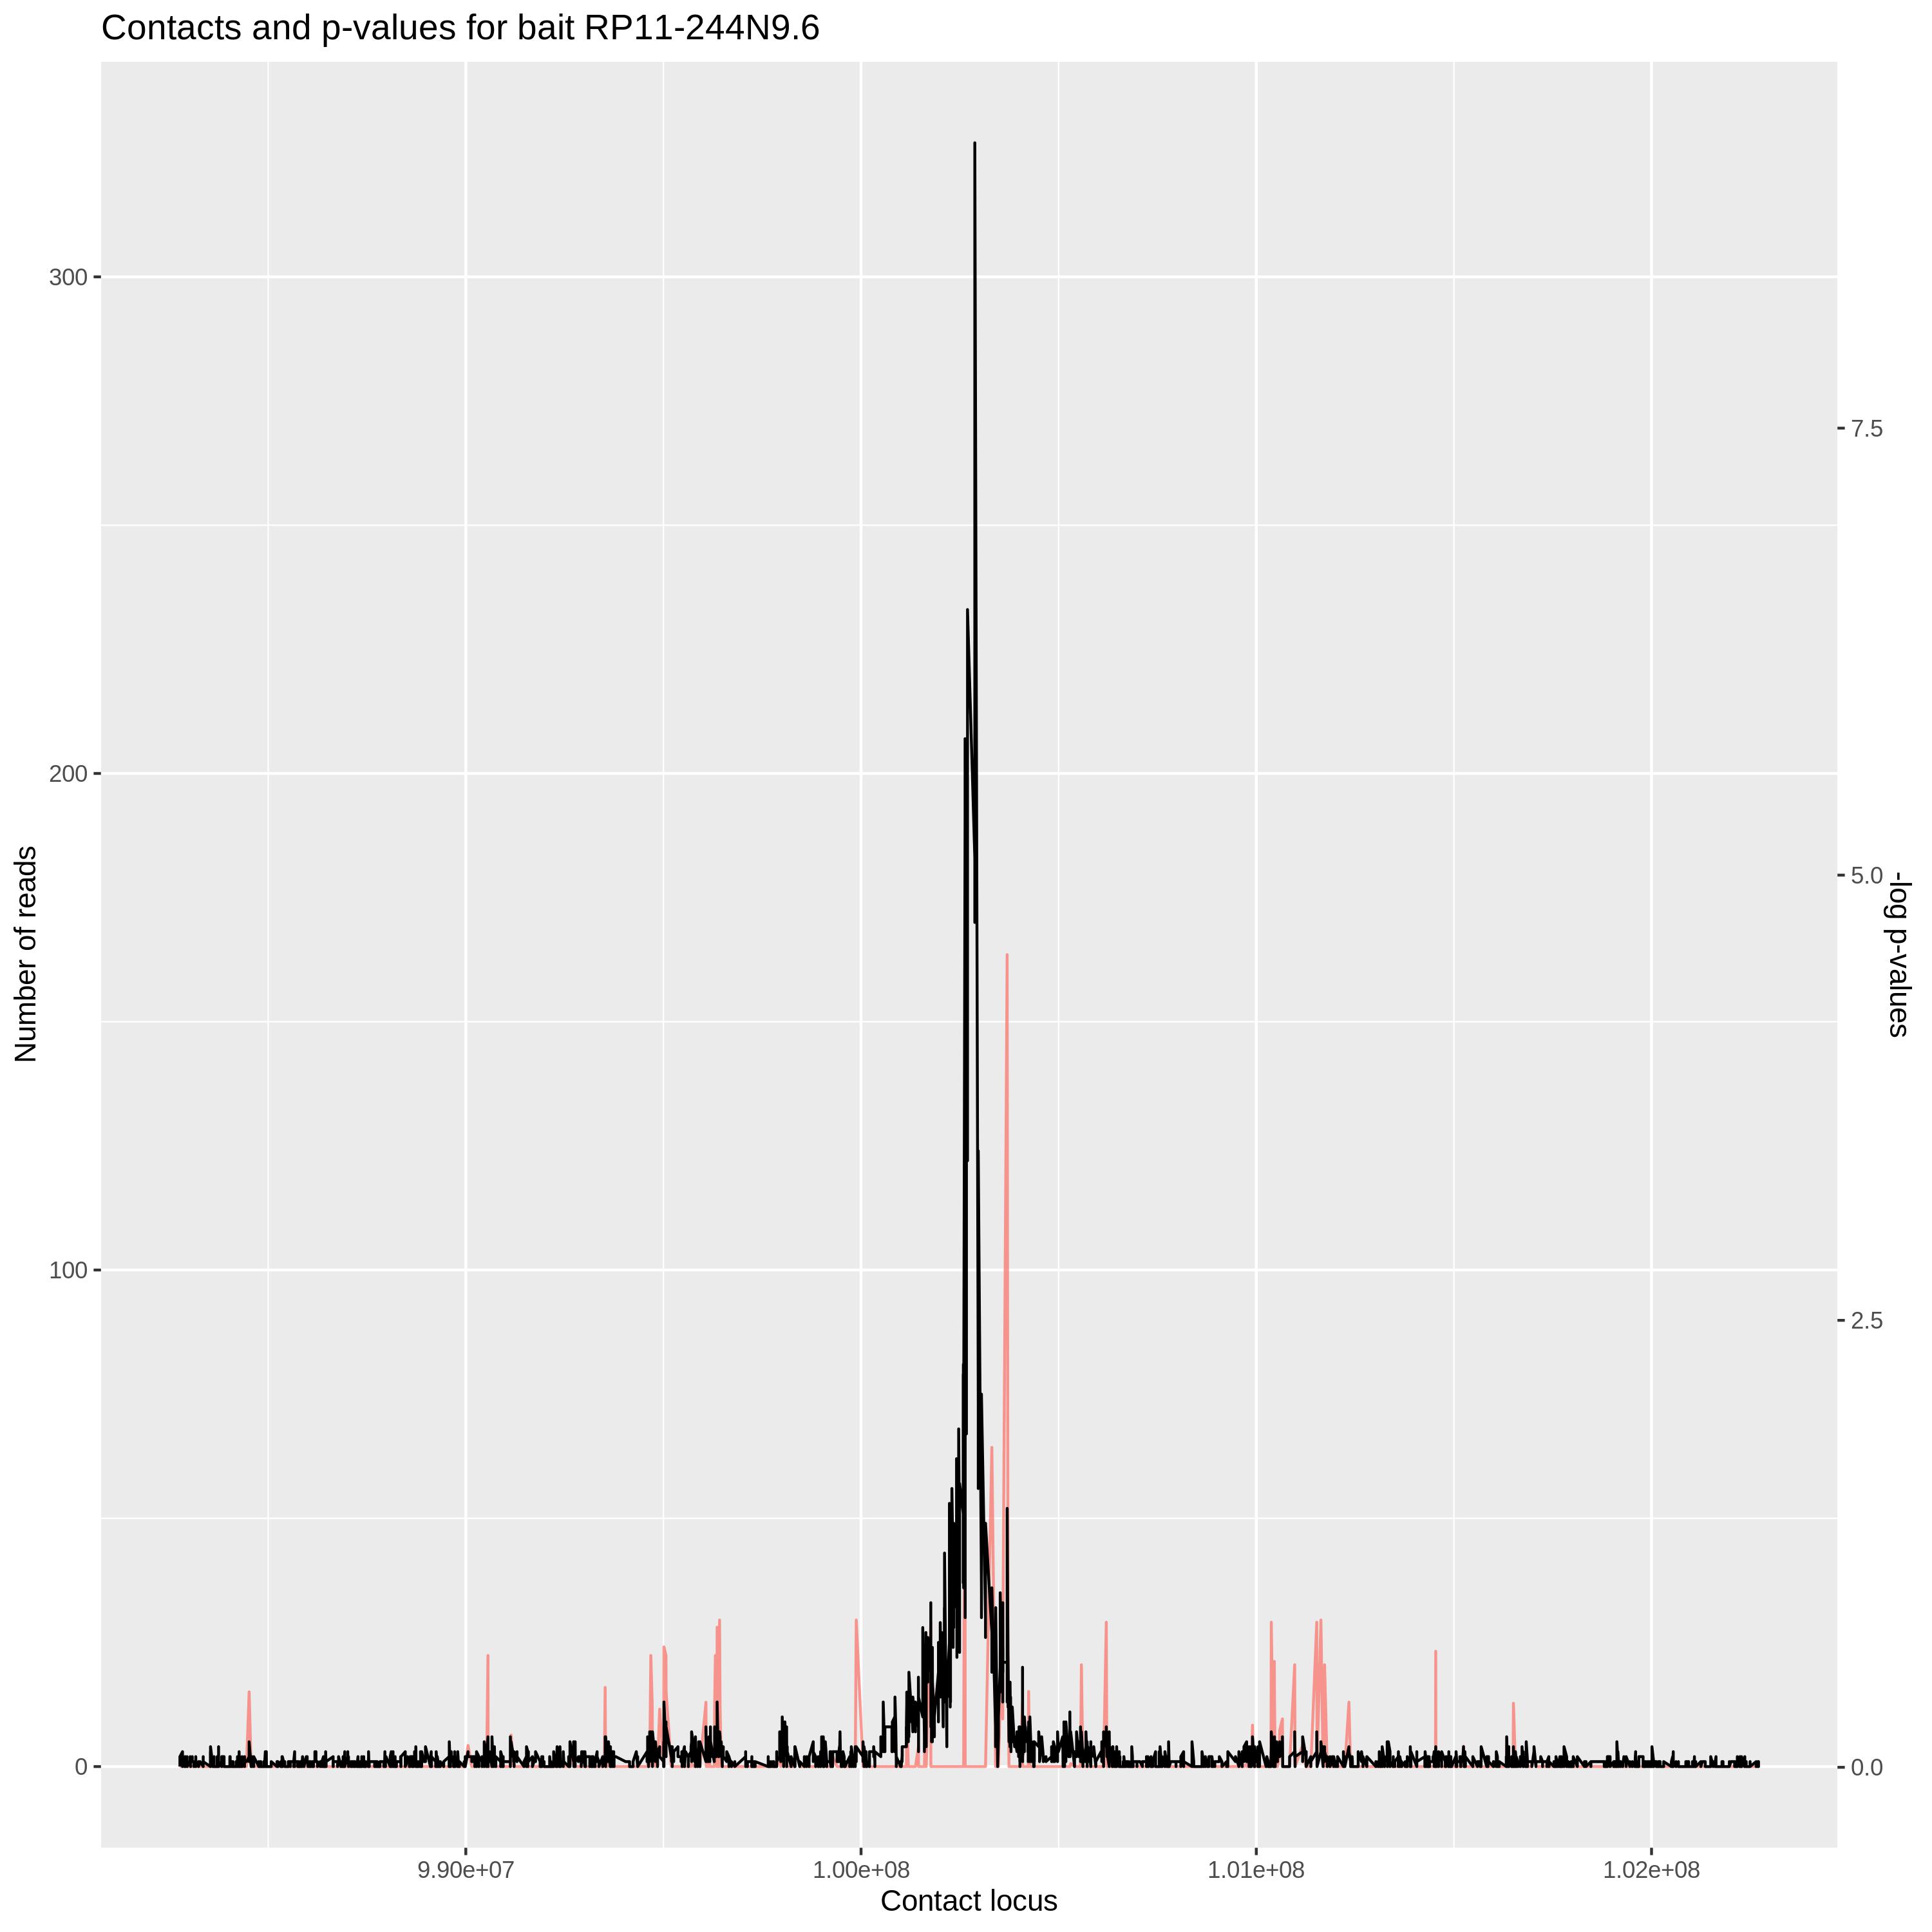 Contacts and p-values for bait RP11-244N9.6
300
200
100
0
Number of reads
7.5
5.0
2.5
0.0
-log p-values
9.90e+07
1.00e+08
1.01e+08
1.02e+08
Contact locus